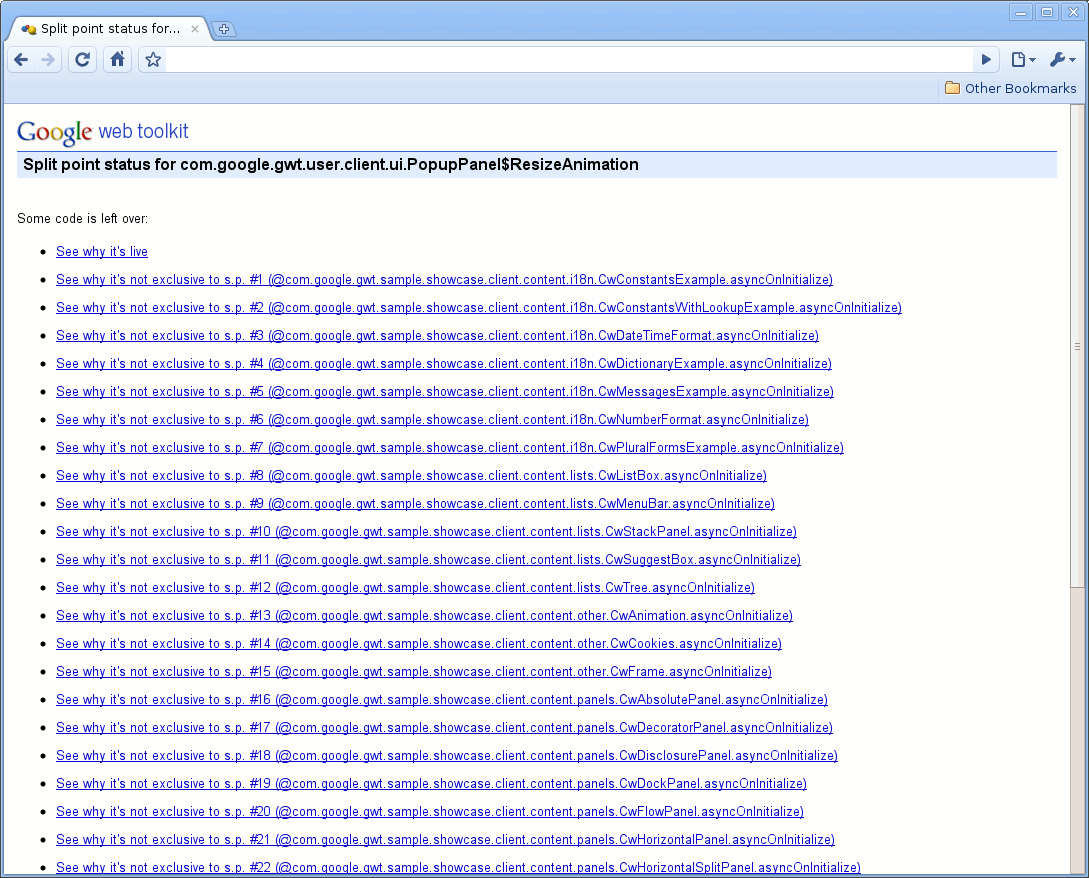 Split point status for...
Other Bookmarks
Google web toolkit
Split point status for com.google.gwt.user.client.ui.PopupPanel$ResizeAnimation
Some code is left over:
See why it's live
See why it's not exclusive to s.p. #1 (@com.google.gwt.sample.showcase.client.content.i18n.CwConstantsExample.asyncOnInitialize)
See why it's not exclusive to s.p. #2 (@com.google.gwt.sample.showcase.client.content.i18n.CwConstantsWithLookupExample.asyncOnInitialize)
See why it's not exclusive to s.p. #3 (@com.google.gwt.sample.showcase.client.content.i18n.CwDateTimeFormat.asyncOnInitialize)
See why it's not exclusive to s.p. #4 (@com.google.gwt.sample.showcase.client.content.i18n.CwDictionaryExample.asyncOnInitialize)
See why it's not exclusive to s.p. #5 (@com.google.gwt.sample.showcase.client.content.i18n.CwMessagesExample.asyncOnInitialize)
See why it's not exclusive to s.p. #6 (@com.google.gwt.sample.showcase.client.content.i18n.CwNumberFormat.asyncOnInitialize)
See why it's not exclusive to s.p. #7 (@com.google.gwt.sample.showcase.client.content.i18n.CwPluralFormsExample.asyncOnInitialize)
See why it's not exclusive to s.p. #8 (@com.google.gwt.sample.showcase.client.content.lists.CwListBox.asyncOnInitialize)
See why it's not exclusive to s.p. #9 (@com.google.gwt.sample.showcase.client.content.lists.CwMenuBar.asyncOnInitialize)
See why it's not exclusive to s.p. #10 (@com.google.gwt.sample.showcase.client.content.lists.CwStackPanel.asyncOnInitialize)
See why it's not exclusive to s.p. #11 (@com.google.gwt.sample.showcase.client.content.lists.CwSuggestBox.asyncOnInitialize)
See why it's not exclusive to s.p. #12 (@com.google.gwt.sample.showcase.client.content.lists.CwTree.asyncOnInitialize)
See why it's not exclusive to s.p. #13 (@com.google.gwt.sample.showcase.client.content.other.CwAnimation.asyncOnInitialize)
See why it's not exclusive to s.p. #14 (@com.google.gwt.sample.showcase.client.content.other.CwCookies.asyncOnInitialize)
See why it's not exclusive to s.p. #15 (@com.google.gwt.sample.showcase.client.content.other.CwFrame.asyncOnInitialize)
See why it's not exclusive to s.p. #16 (@com.google.gwt.sample.showcase.client.content.panels.CwAbsolutePanel.asyncOnInitialize)
See why it's not exclusive to s.p. #17 (@com.google.gwt.sample.showcase.client.content.panels.CwDecoratorPanel.asyncOnInitialize)
See why it's not exclusive to s.p. #18 (@com.google.gwt.sample.showcase.client.content.panels.CwDisclosurePanel.asyncOnInitialize)
See why it's not exclusive to s.p. #19 (@com.google.gwt.sample.showcase.client.content.panels.CwDockPanel.asyncOnInitialize)
See why it's not exclusive to s.p. #20 (@com.google.gwt.sample.showcase.client.content.panels.CwFlowPanel.asyncOnInitialize)
See why it's not exclusive to s.p. #21 (@com.google.gwt.sample.showcase.client.content.panels.CwHorizontalPanel.asyncOnInitialize)
See why it's not exclusive to s.p. #22 (@com.google.gwt.sample.showcase.client.content.panels.CwHorizontalSplitPanel.asyncOnInitialize)